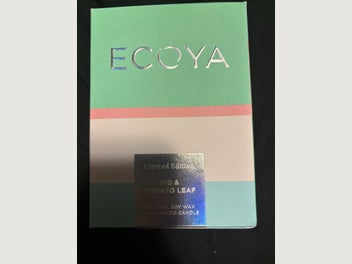 ECOYA
Limited Edition
FIG &
TOMATO LEAF
NATURAL SOY WAX
FRAGRANCED CANDLE